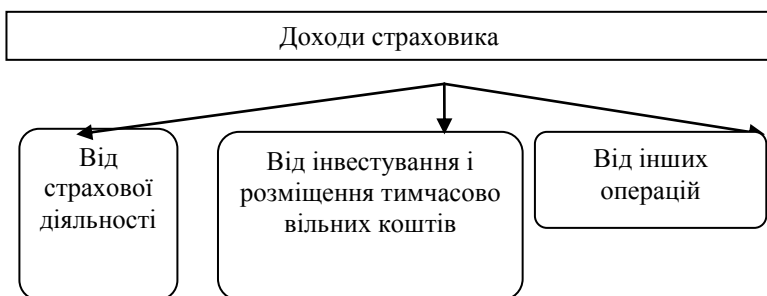 Доходи страховика
Від
страхової
діяльності
Від інвестування і
розміщення тимчасово
вільних коштів
Від інших
операцій